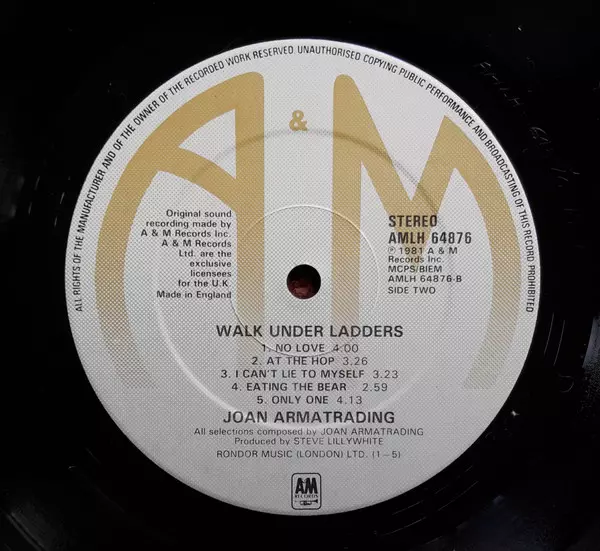 ALL RIGHTS OF THE MANUFACTURER AND OF THE OWNER OF THE RECORDED WORK RESERVED. UNAUTHORISED COPYING PUBLIC PERFORMANCE AND BROADCASTING OF THIS RECORD PROHIBITED
A & M
Original sound
recording made by
A & M Records Inc.
A & M Records
Ltd. are the
exclusive
licensees
for the U.K.
Made in England
STEREO
AMLH 64876
℗ 1981 A & M
Records Inc.
MCPS/BIEM
AMLH 64876-B
SIDE TWO
WALK UNDER LADDERS
1. NO LOVE 4:00
2. AT THE HOP 3.26
3. I CAN'T LIE TO MYSELF 3.23
4. EATING THE BEAR 2.59
5. ONLY ONE 4.13
JOAN ARMATRADING
All selections composed by JOAN ARMATRADING
Produced by STEVE LILLYWHITE
RONDOR MUSIC (LONDON) LTD. (1–5)
AM
RECORDS